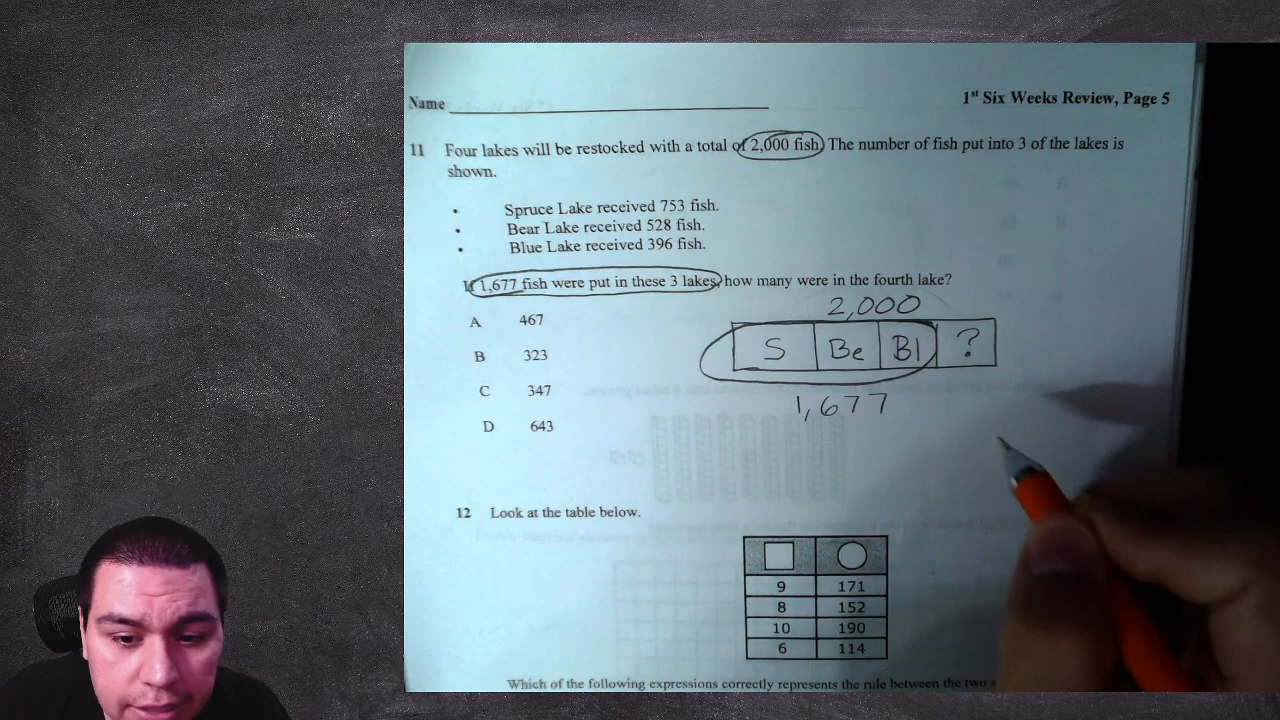 Name
1st Six Weeks Review, Page 5
11 Four lakes will be restocked with a total of 2,000 fish. The number of fish put into 3 of the lakes is
shown.
• Spruce Lake received 753 fish.
• Bear Lake received 528 fish.
• Blue Lake received 396 fish.
If 1,677 fish were put in these 3 lakes, how many were in the fourth lake?
2,000
A 467
S Be Bl ?
B 323
C 347
1,677
D 643
12 Look at the table below.
9 171
8 152
10 190
6 114
Which of the following expressions correctly represents the rule between the two